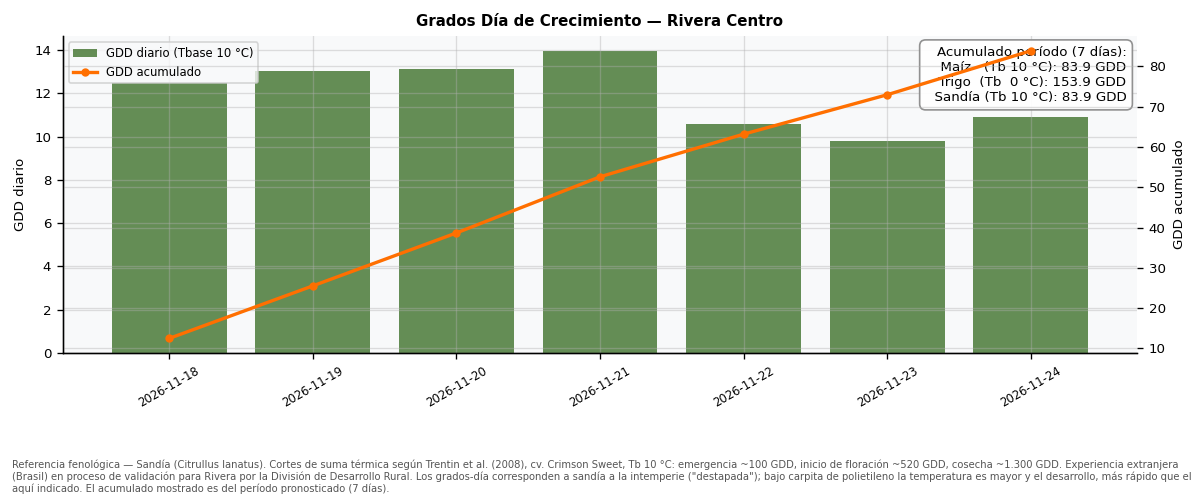 Grados Día de Crecimiento — Rivera Centro
GDD diario (Tbase 10 °C)
GDD acumulado
Acumulado período (7 días):
Maíz (Tb 10 °C): 83.9 GDD
Trigo (Tb 0 °C): 153.9 GDD
Sandía (Tb 10 °C): 83.9 GDD
GDD diario
14
12
10
8
6
4
2
0
GDD acumulado
80
70
60
50
40
30
20
10
2026-11-18
2026-11-19
2026-11-20
2026-11-21
2026-11-22
2026-11-23
2026-11-24
Referencia fenológica — Sandía (Citrullus lanatus). Cortes de suma térmica según Trentin et al. (2008), cv. Crimson Sweet, Tb 10 °C: emergencia ~100 GDD, inicio de floración ~520 GDD, cosecha ~1.300 GDD. Experiencia extranjera
(Brasil) en proceso de validación para Rivera por la División de Desarrollo Rural. Los grados-día corresponden a sandía a la intemperie ("destapada"); bajo carpita de polietileno la temperatura es mayor y el desarrollo, más rápido que el
aquí indicado. El acumulado mostrado es del período pronosticado (7 días).